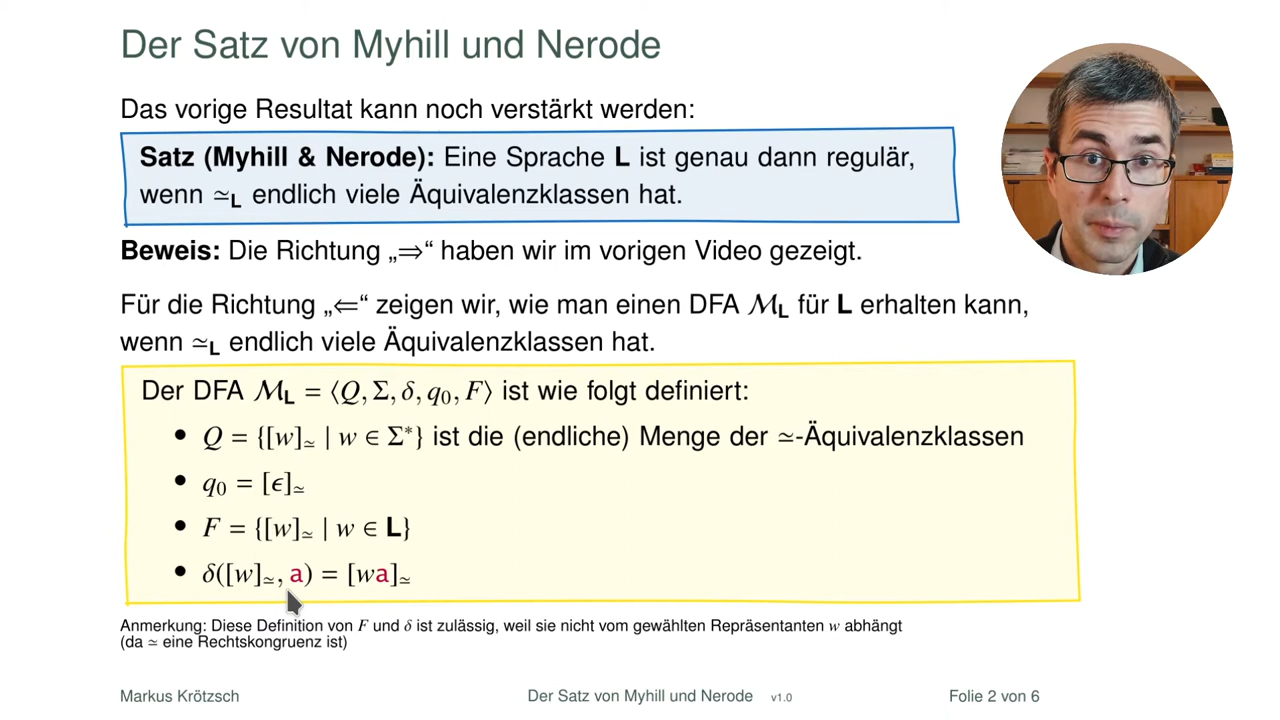 Der Satz von Myhill und Nerode
Das vorige Resultat kann noch verstärkt werden:
Satz (Myhill & Nerode): Eine Sprache L ist genau dann regulär,
wenn ≃_L endlich viele Äquivalenzklassen hat.
Beweis: Die Richtung „⇒“ haben wir im vorigen Video gezeigt.
Für die Richtung „⇐“ zeigen wir, wie man einen DFA ℳ_L für L erhalten kann,
wenn ≃_L endlich viele Äquivalenzklassen hat.
Der DFA ℳ_L = ⟨Q, Σ, δ, q₀, F⟩ ist wie folgt definiert:
• Q = {[w]_≃ | w ∈ Σ*} ist die (endliche) Menge der ≃-Äquivalenzklassen
• q₀ = [ϵ]_≃
• F = {[w]_≃ | w ∈ L}
• δ([w]_≃, a) = [wa]_≃
Anmerkung: Diese Definition von F und δ ist zulässig, weil sie nicht vom gewählten Repräsentanten w abhängt
(da ≃ eine Rechtskongruenz ist)
Markus Krötzsch Der Satz von Myhill und Nerode v1.0 Folie 2 von 6